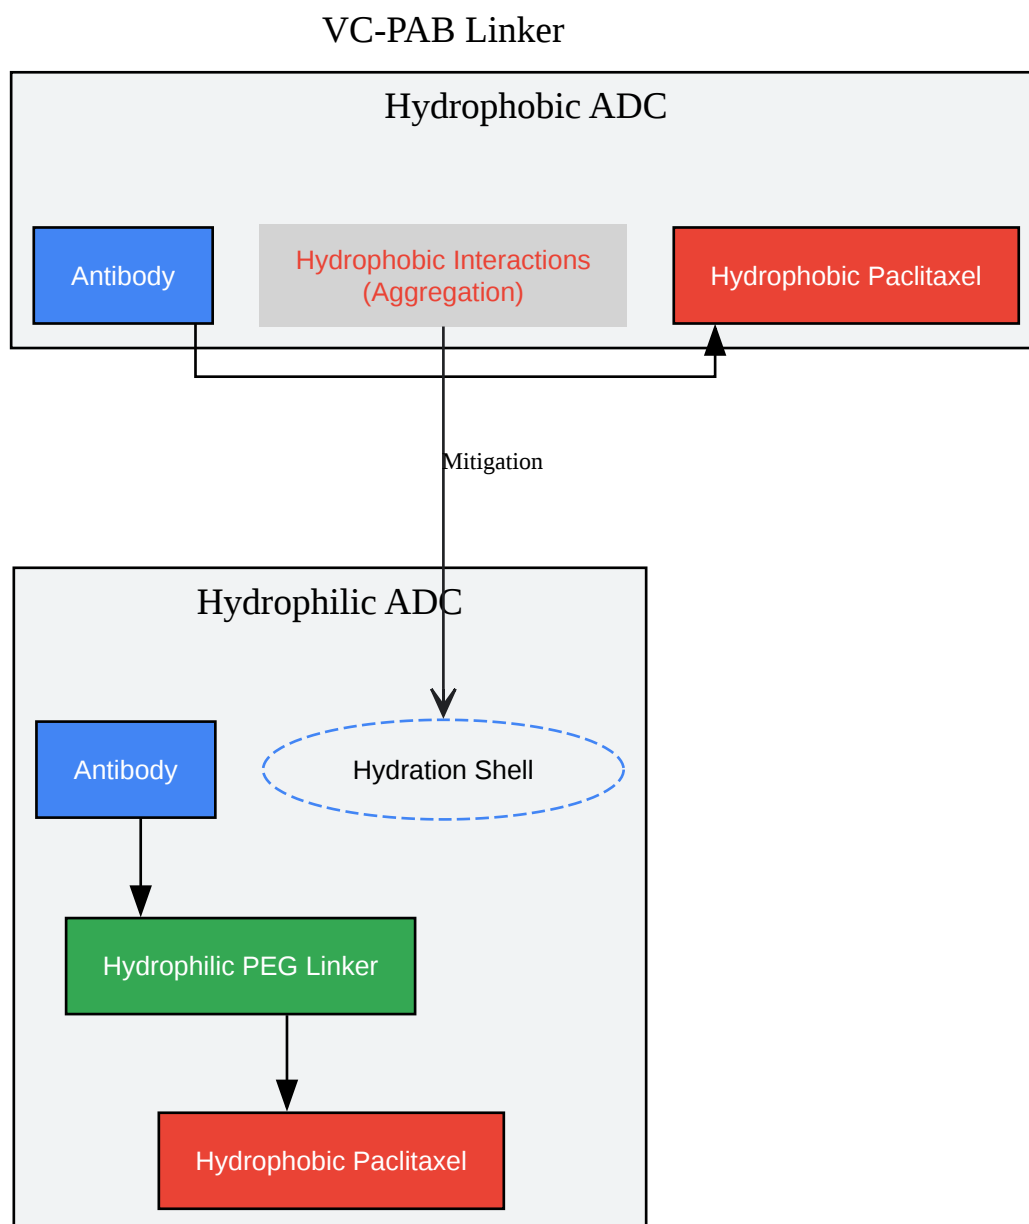 VC-PAB Linker
Hydrophobic ADC
Antibody
Hydrophobic Interactions
(Aggregation)
Hydrophobic Paclitaxel
Mitigation
Hydrophilic ADC
Antibody
Hydration Shell
Hydrophilic PEG Linker
Hydrophobic Paclitaxel